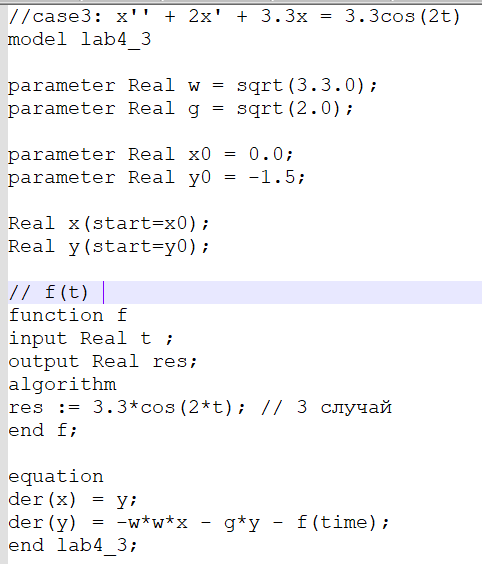 //case3: x'' + 2x' + 3.3x = 3.3cos(2t)
model lab4_3
parameter Real w = sqrt(3.3.0);
parameter Real g = sqrt(2.0);
parameter Real x0 = 0.0;
parameter Real y0 = -1.5;
Real x(start=x0);
Real y(start=y0);
// f(t)
function f
input Real t ;
output Real res;
algorithm
res := 3.3*cos(2*t); // 3 случай
end f;
equation
der(x) = y;
der(y) = -w*w*x - g*y - f(time);
end lab4_3;